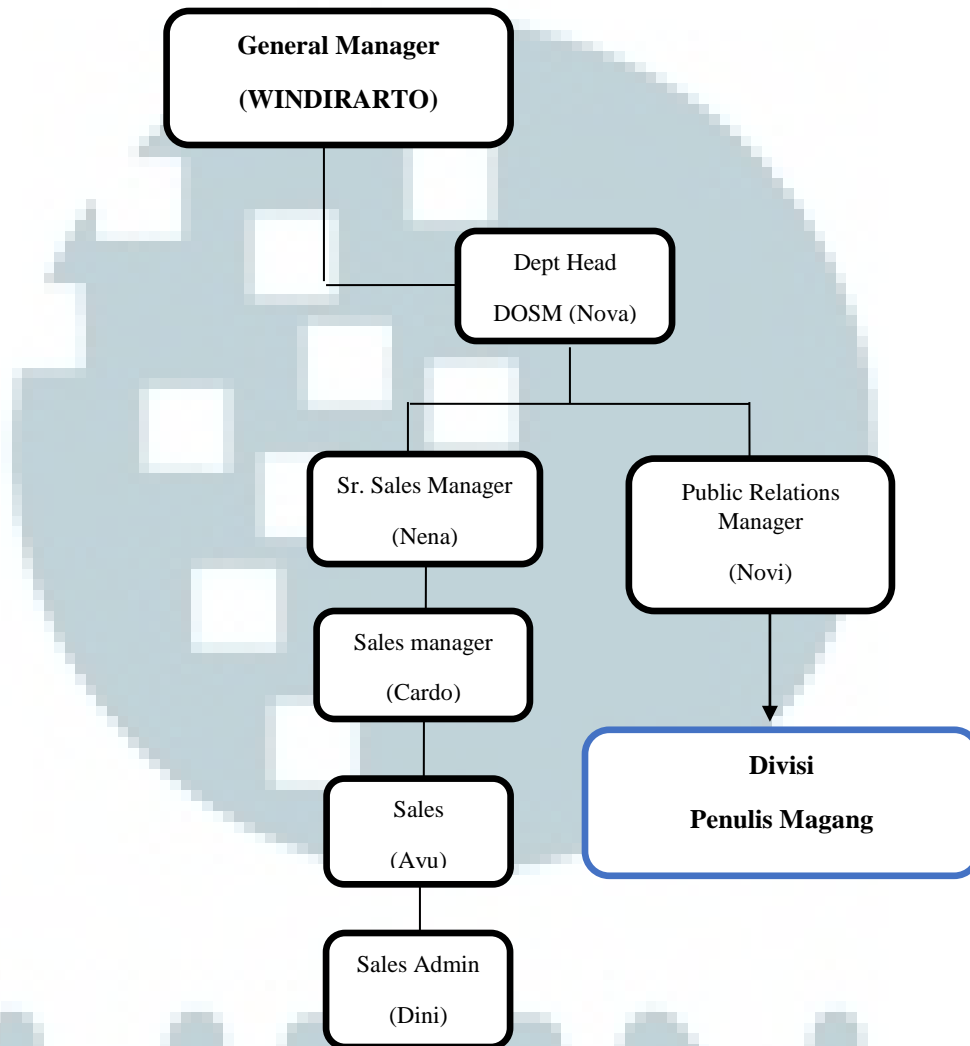 General Manager
(WINDIRARTO)
Dept Head
DOSM (Nova)
Sr. Sales Manager
(Nena)
Public Relations
Manager
(Novi)
Sales manager
(Cardo)
Divisi
Penulis Magang
Sales
(Ayu)
Sales Admin
(Dini)